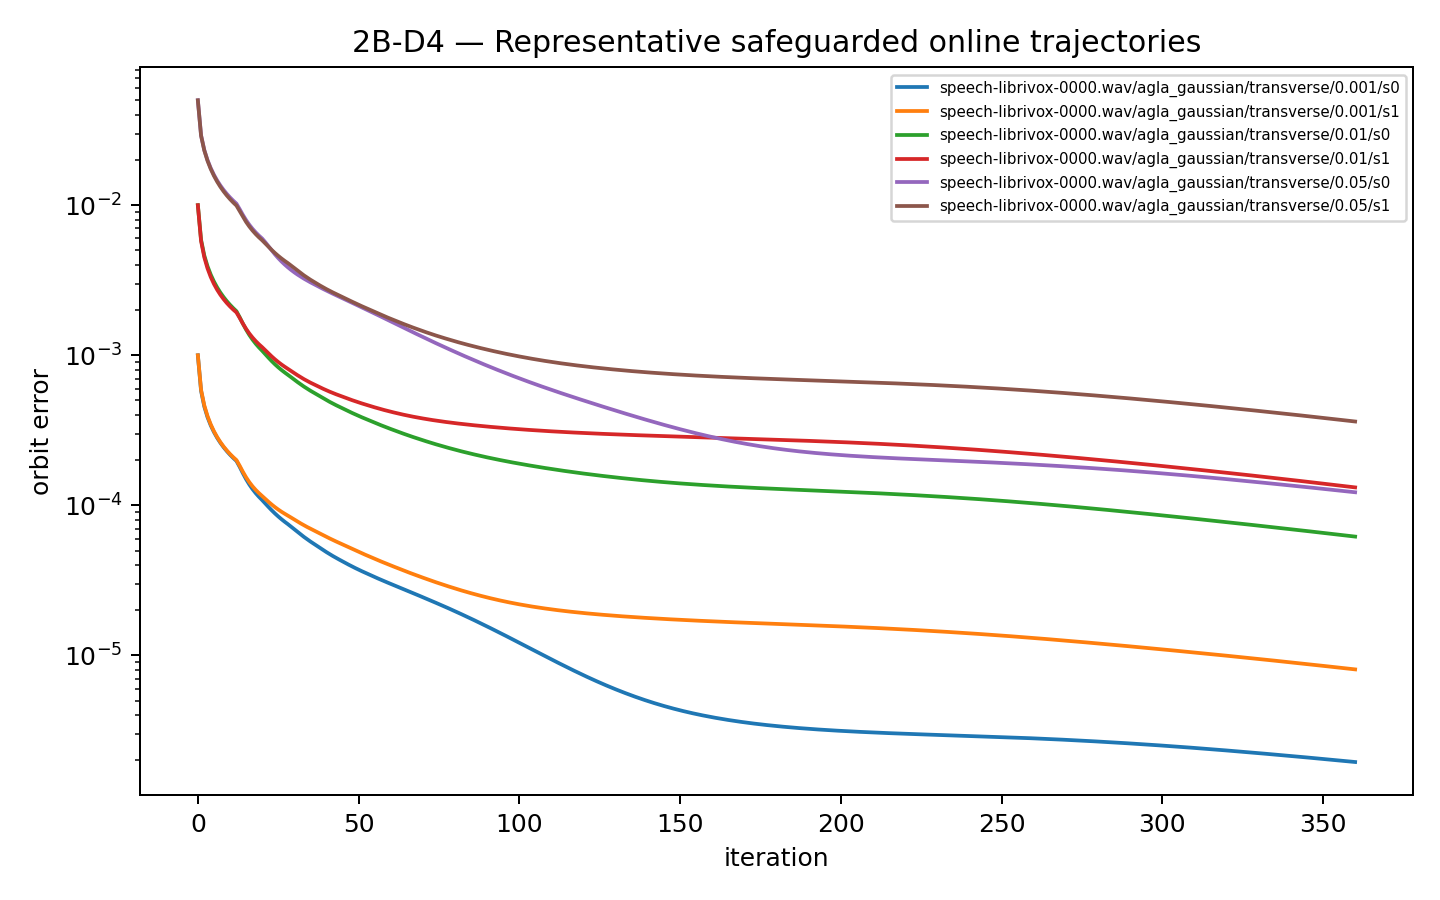 2B-D4 — Representative safeguarded online trajectories
speech-librivox-0000.wav/agla_gaussian/transverse/0.001/s0
speech-librivox-0000.wav/agla_gaussian/transverse/0.001/s1
speech-librivox-0000.wav/agla_gaussian/transverse/0.01/s0
speech-librivox-0000.wav/agla_gaussian/transverse/0.01/s1
speech-librivox-0000.wav/agla_gaussian/transverse/0.05/s0
speech-librivox-0000.wav/agla_gaussian/transverse/0.05/s1
orbit error
10⁻²
10⁻³
10⁻⁴
10⁻⁵
0 50 100 150 200 250 300 350
iteration